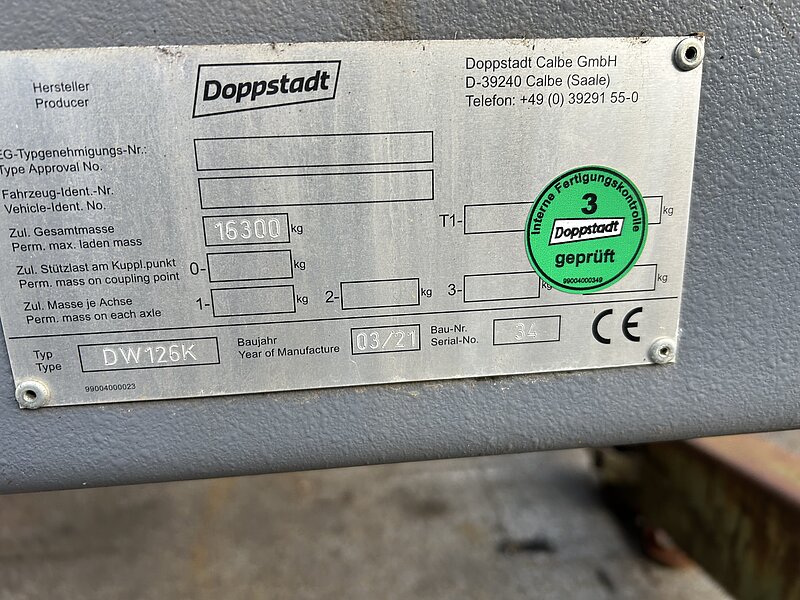 Hersteller
Producer
Doppstadt
Doppstadt Calbe GmbH
D-39240 Calbe (Saale)
Telefon: +49 (0) 39291 55-0
EG-Typgenehmigungs-Nr.:
Type Approval No.
Fahrzeug-Ident.-Nr.
Vehicle-Ident. No.
Zul. Gesamtmasse
Perm. max. laden mass
16300 kg
T1-
kg
Zul. Stützlast am Kuppl.punkt
Perm. mass on coupling point
0-
kg
Zul. Masse je Achse
Perm. mass on each axle
1-
kg
2-
kg
3-
kg
kg
Interne Fertigungskontrolle
3
Doppstadt
geprüft
99004000349
Typ
Type
DW126K
Baujahr
Year of Manufacture
03/21
Bau-Nr.
Serial-No.
34
CE
99004000023